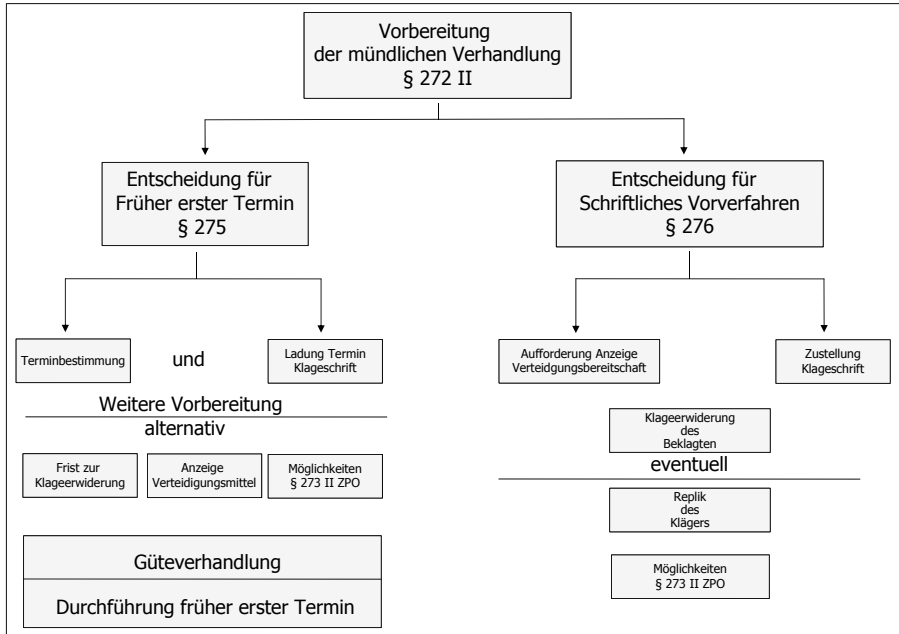 Vorbereitung
der mündlichen Verhandlung
§ 272 II
Entscheidung für
Früher erster Termin
§ 275
Entscheidung für
Schriftliches Vorverfahren
§ 276
Terminbestimmung
und
Ladung Termin
Klageschrift
Aufforderung Anzeige
Verteidgungsbereitschaft
Zustellung
Klageschrift
Weitere Vorbereitung
alternativ
Frist zur
Klageerwiderung
Anzeige
Verteidigungsmittel
Möglichkeiten
§ 273 II ZPO
Klageerwiderung
des
Beklagten
eventuell
Replik
des
Klägers
Möglichkeiten
§ 273 II ZPO
Güteverhandlung
Durchführung früher erster Termin